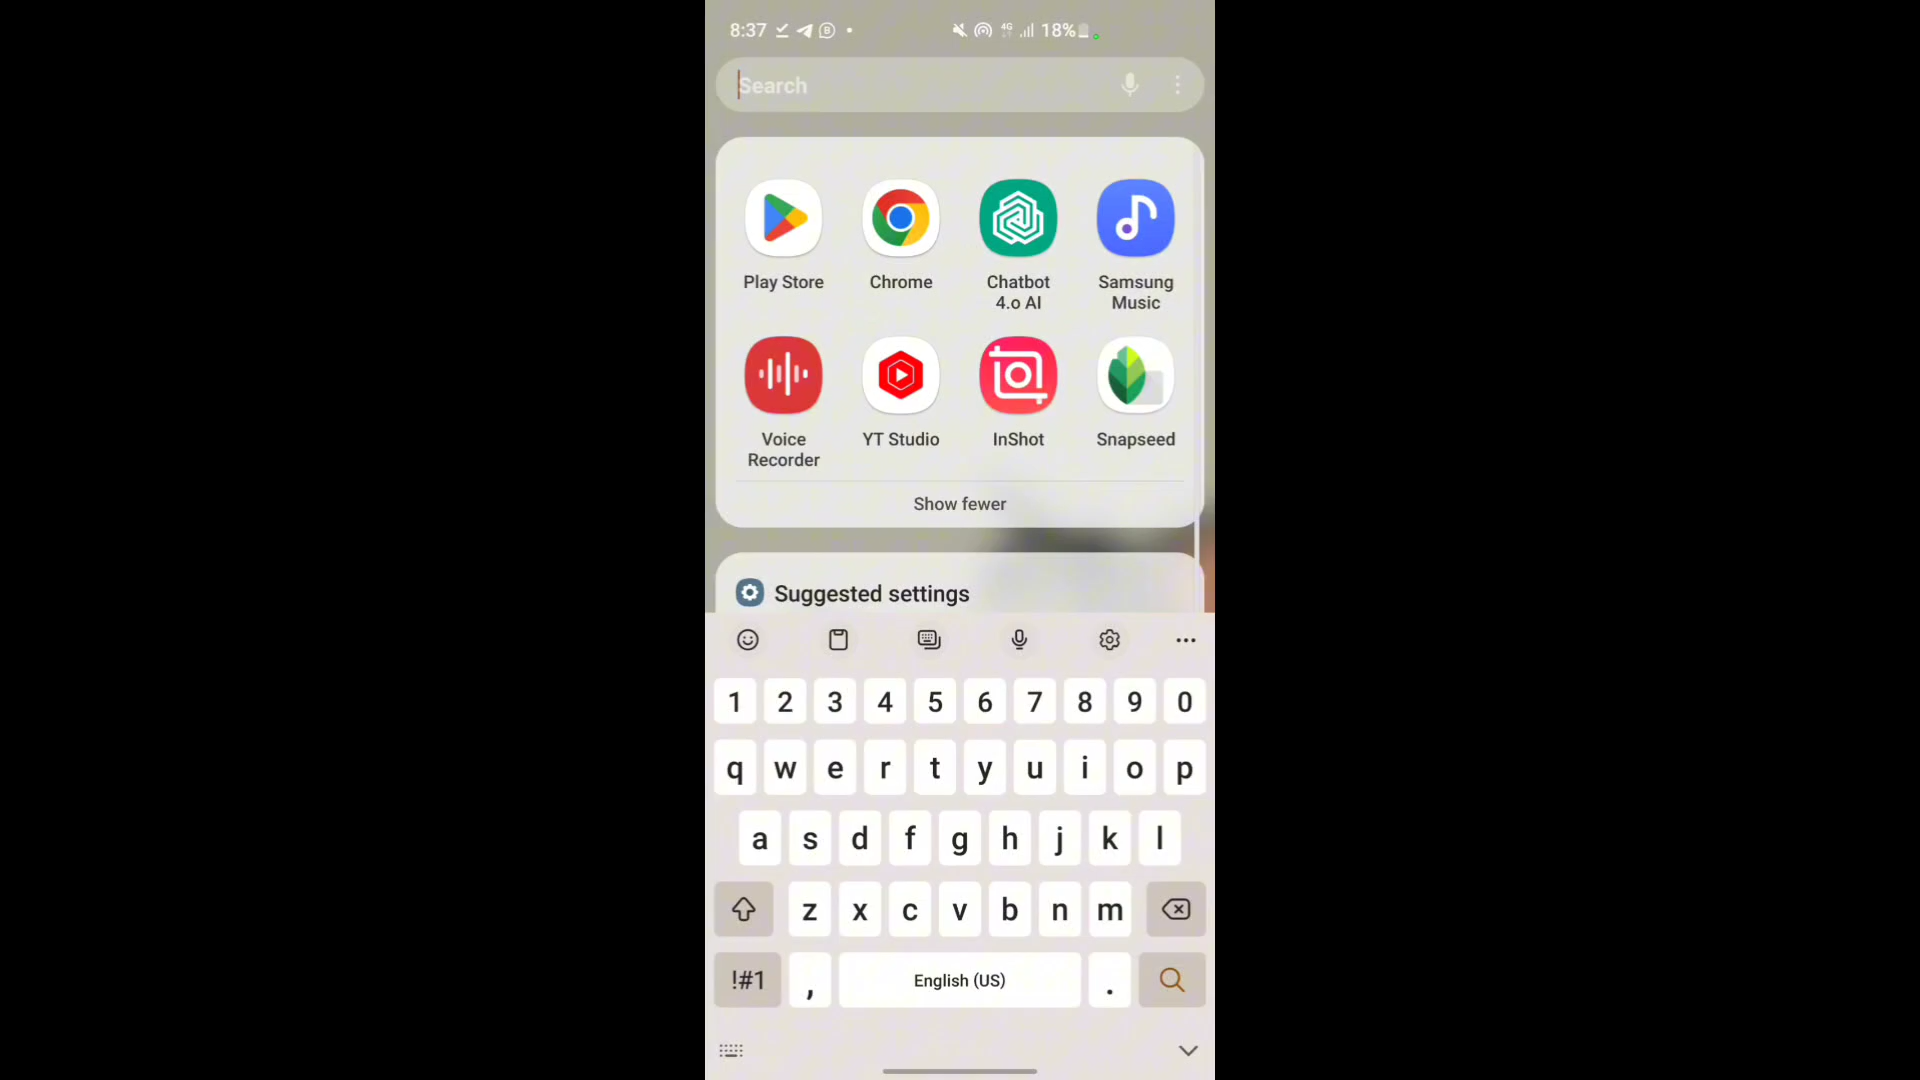 8:37 4G 18%
Search
Play Store Chrome Chatbot Samsung
4.o AI Music
Voice YT Studio InShot Snapseed
Recorder
Show fewer
Suggested settings
1 2 3 4 5 6 7 8 9 0
q w e r t y u i o p
a s d f g h j k l
z x c v b n m
!#1 , English (US) .